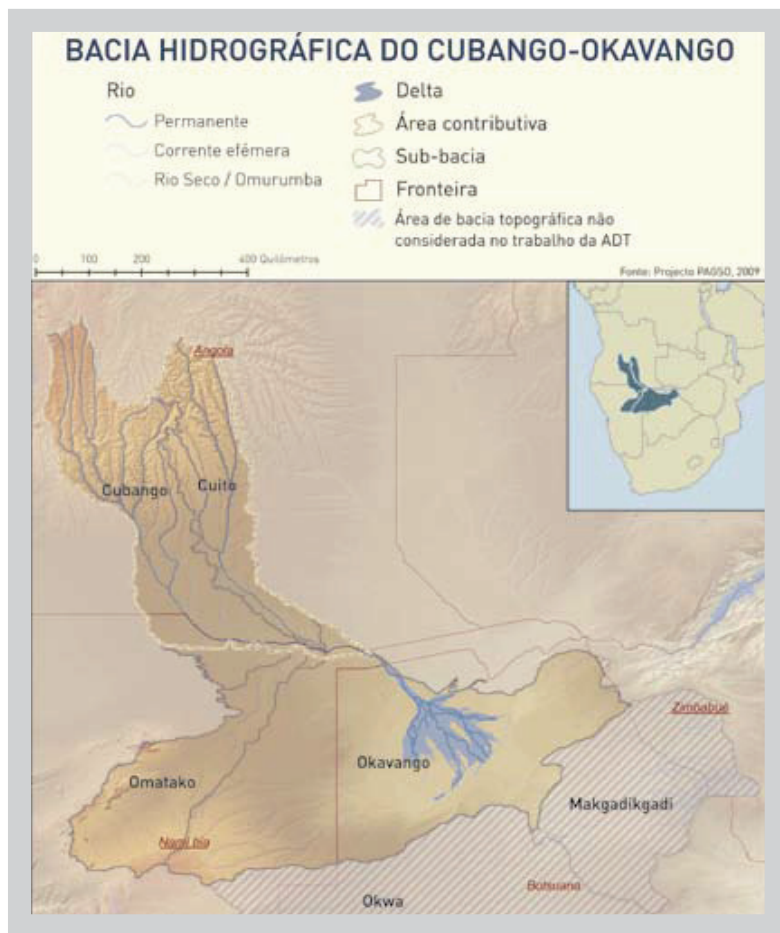 BACIA HIDROGRÁFICA DO CUBANGO-OKAVANGO
Rio
Permanente
Corrente efémera
Rio Seco / Omurumba
Delta
Área contributiva
Sub-bacia
Fronteira
Área de bacia topográfica não
considerada no trabalho da ADT
0 100 200 400 Quilómetros
Fonte: Projecto PAGSO, 2009
Angola
Cubango
Cuito
Zimbabué
Okavango
Omatako
Makgadikgadi
Namibia
Botsuana
Okwa